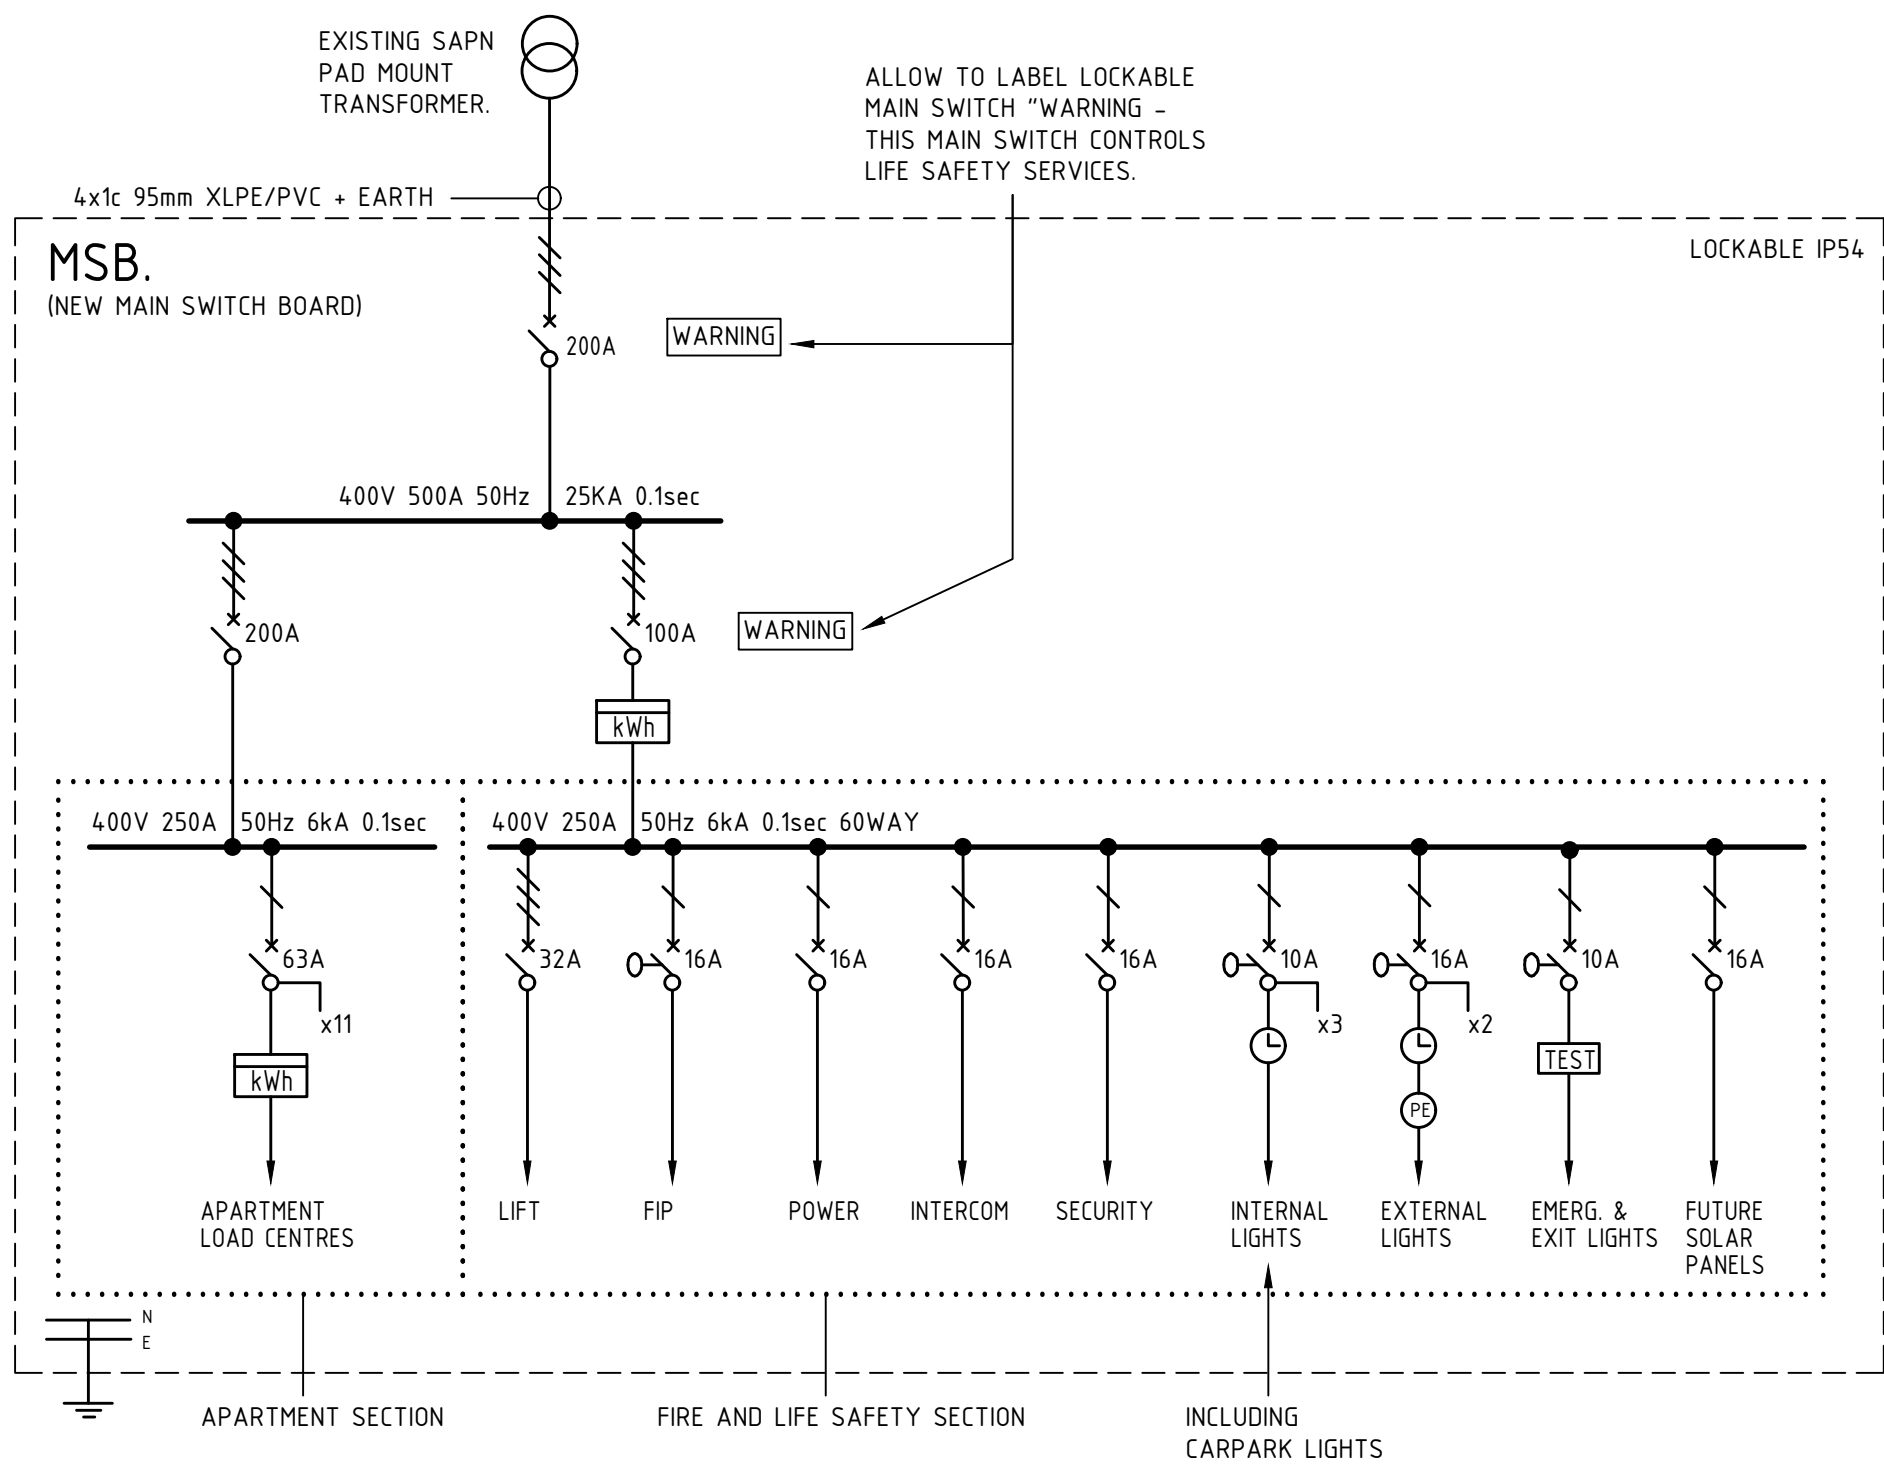 EXISTING SAPN
PAD MOUNT
TRANSFORMER.
ALLOW TO LABEL LOCKABLE
MAIN SWITCH "WARNING -
THIS MAIN SWITCH CONTROLS
LIFE SAFETY SERVICES.
4x1c 95mm XLPE/PVC + EARTH
MSB.
(NEW MAIN SWITCH BOARD)
LOCKABLE IP54
200A
WARNING
400V 500A 50Hz 25KA 0.1sec
200A
100A
WARNING
kWh
400V 250A 50Hz 6kA 0.1sec
400V 250A 50Hz 6kA 0.1sec 60WAY
63A
32A
16A
16A
16A
16A
10A
16A
10A
16A
x11
x3
x2
kWh
TEST
PE
APARTMENT
LOAD CENTRES
LIFT
FIP
POWER
INTERCOM
SECURITY
INTERNAL
LIGHTS
EXTERNAL
LIGHTS
EMERG. &
EXIT LIGHTS
FUTURE
SOLAR
PANELS
N
E
APARTMENT SECTION
FIRE AND LIFE SAFETY SECTION
INCLUDING
CARPARK LIGHTS